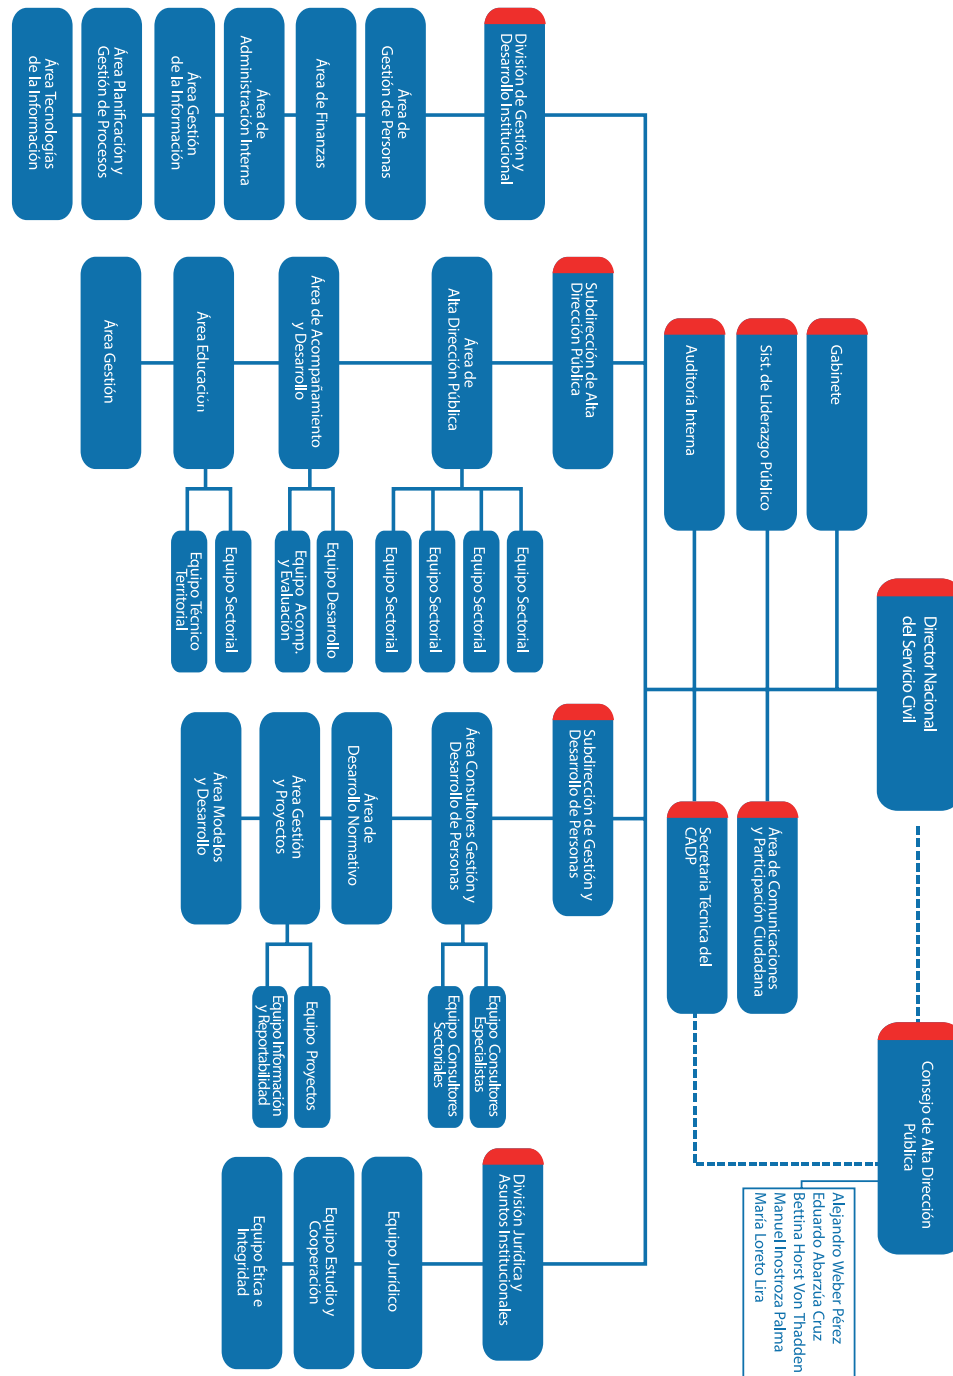 Director Nacional
del Servicio Civil
Consejo de Alta Dirección
Pública
Alejandro Weber Pérez
Eduardo Abarzúa Cruz
Bettina Horst Von Thadden
Manuel Inostroza Palma
María Loreto Lira
Gabinete
Sist. de Liderazgo Público
Área de Comunicaciones
y Participación Ciudadana
Auditoría Interna
Secretaria Técnica del
CADP
División de Gestión y
Desarrollo Institucional
Área de
Gestión de Personas
Área de Finanzas
Área de
Administración Interna
Área Gestión
de la Información
Área Planificación y
Gestión de Procesos
Área Tecnologías
de la Información
Subdirección de Alta
Dirección Pública
Área de
Alta Dirección Pública
Equipo Sectorial
Equipo Sectorial
Equipo Sectorial
Equipo Sectorial
Área de Acompañamiento
y Desarrollo
Equipo Desarrollo
Equipo Acomp.
y Evaluación
Área Educación
Equipo Sectorial
Equipo Técnico
Territorial
Área Gestión
Subdirección de Gestión y
Desarrollo de Personas
Área Consultores Gestión y
Desarrollo de Personas
Equipo Consultores
Especialistas
Equipo Consultores
Sectoriales
Área de
Desarrollo Normativo
Área Gestión
y Proyectos
Equipo Proyectos
Equipo Información
y Reportabilidad
Área Modelos
y Desarrollo
División Jurídica y
Asuntos Institucionales
Equipo Jurídico
Equipo Estudio y
Cooperación
Equipo Ética e
Integridad